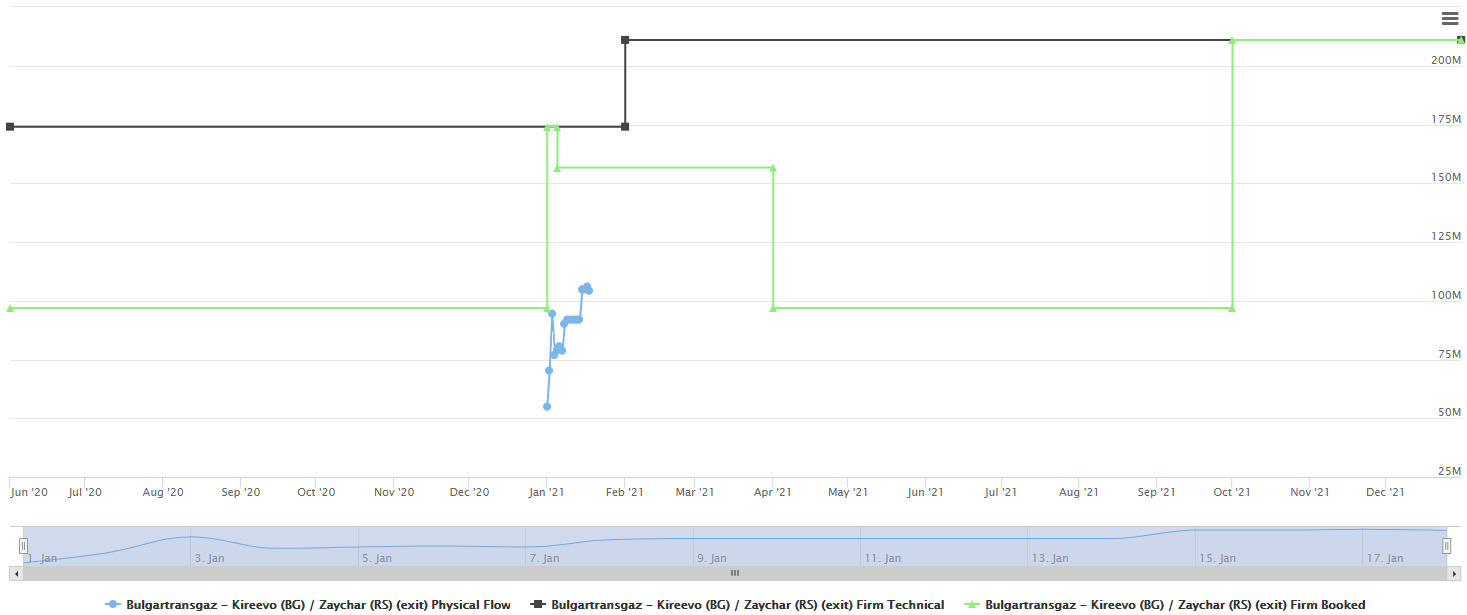 200M
175M
150M
125M
100M
75M
50M
25M
Jun '20 Jul '20 Aug '20 Sep '20 Oct '20 Nov '20 Dec '20 Jan '21 Feb '21 Mar '21 Apr '21 May '21 Jun '21 Jul '21 Aug '21 Sep '21 Oct '21 Nov '21 Dec '21
1. Jan 3. Jan 5. Jan 7. Jan 9. Jan 11. Jan 13. Jan 15. Jan 17. Jan
Bulgartransgaz - Kireevo (BG) / Zaychar (RS) (exit) Physical Flow Bulgartransgaz - Kireevo (BG) / Zaychar (RS) (exit) Firm Technical Bulgartransgaz - Kireevo (BG) / Zaychar (RS) (exit) Firm Booked